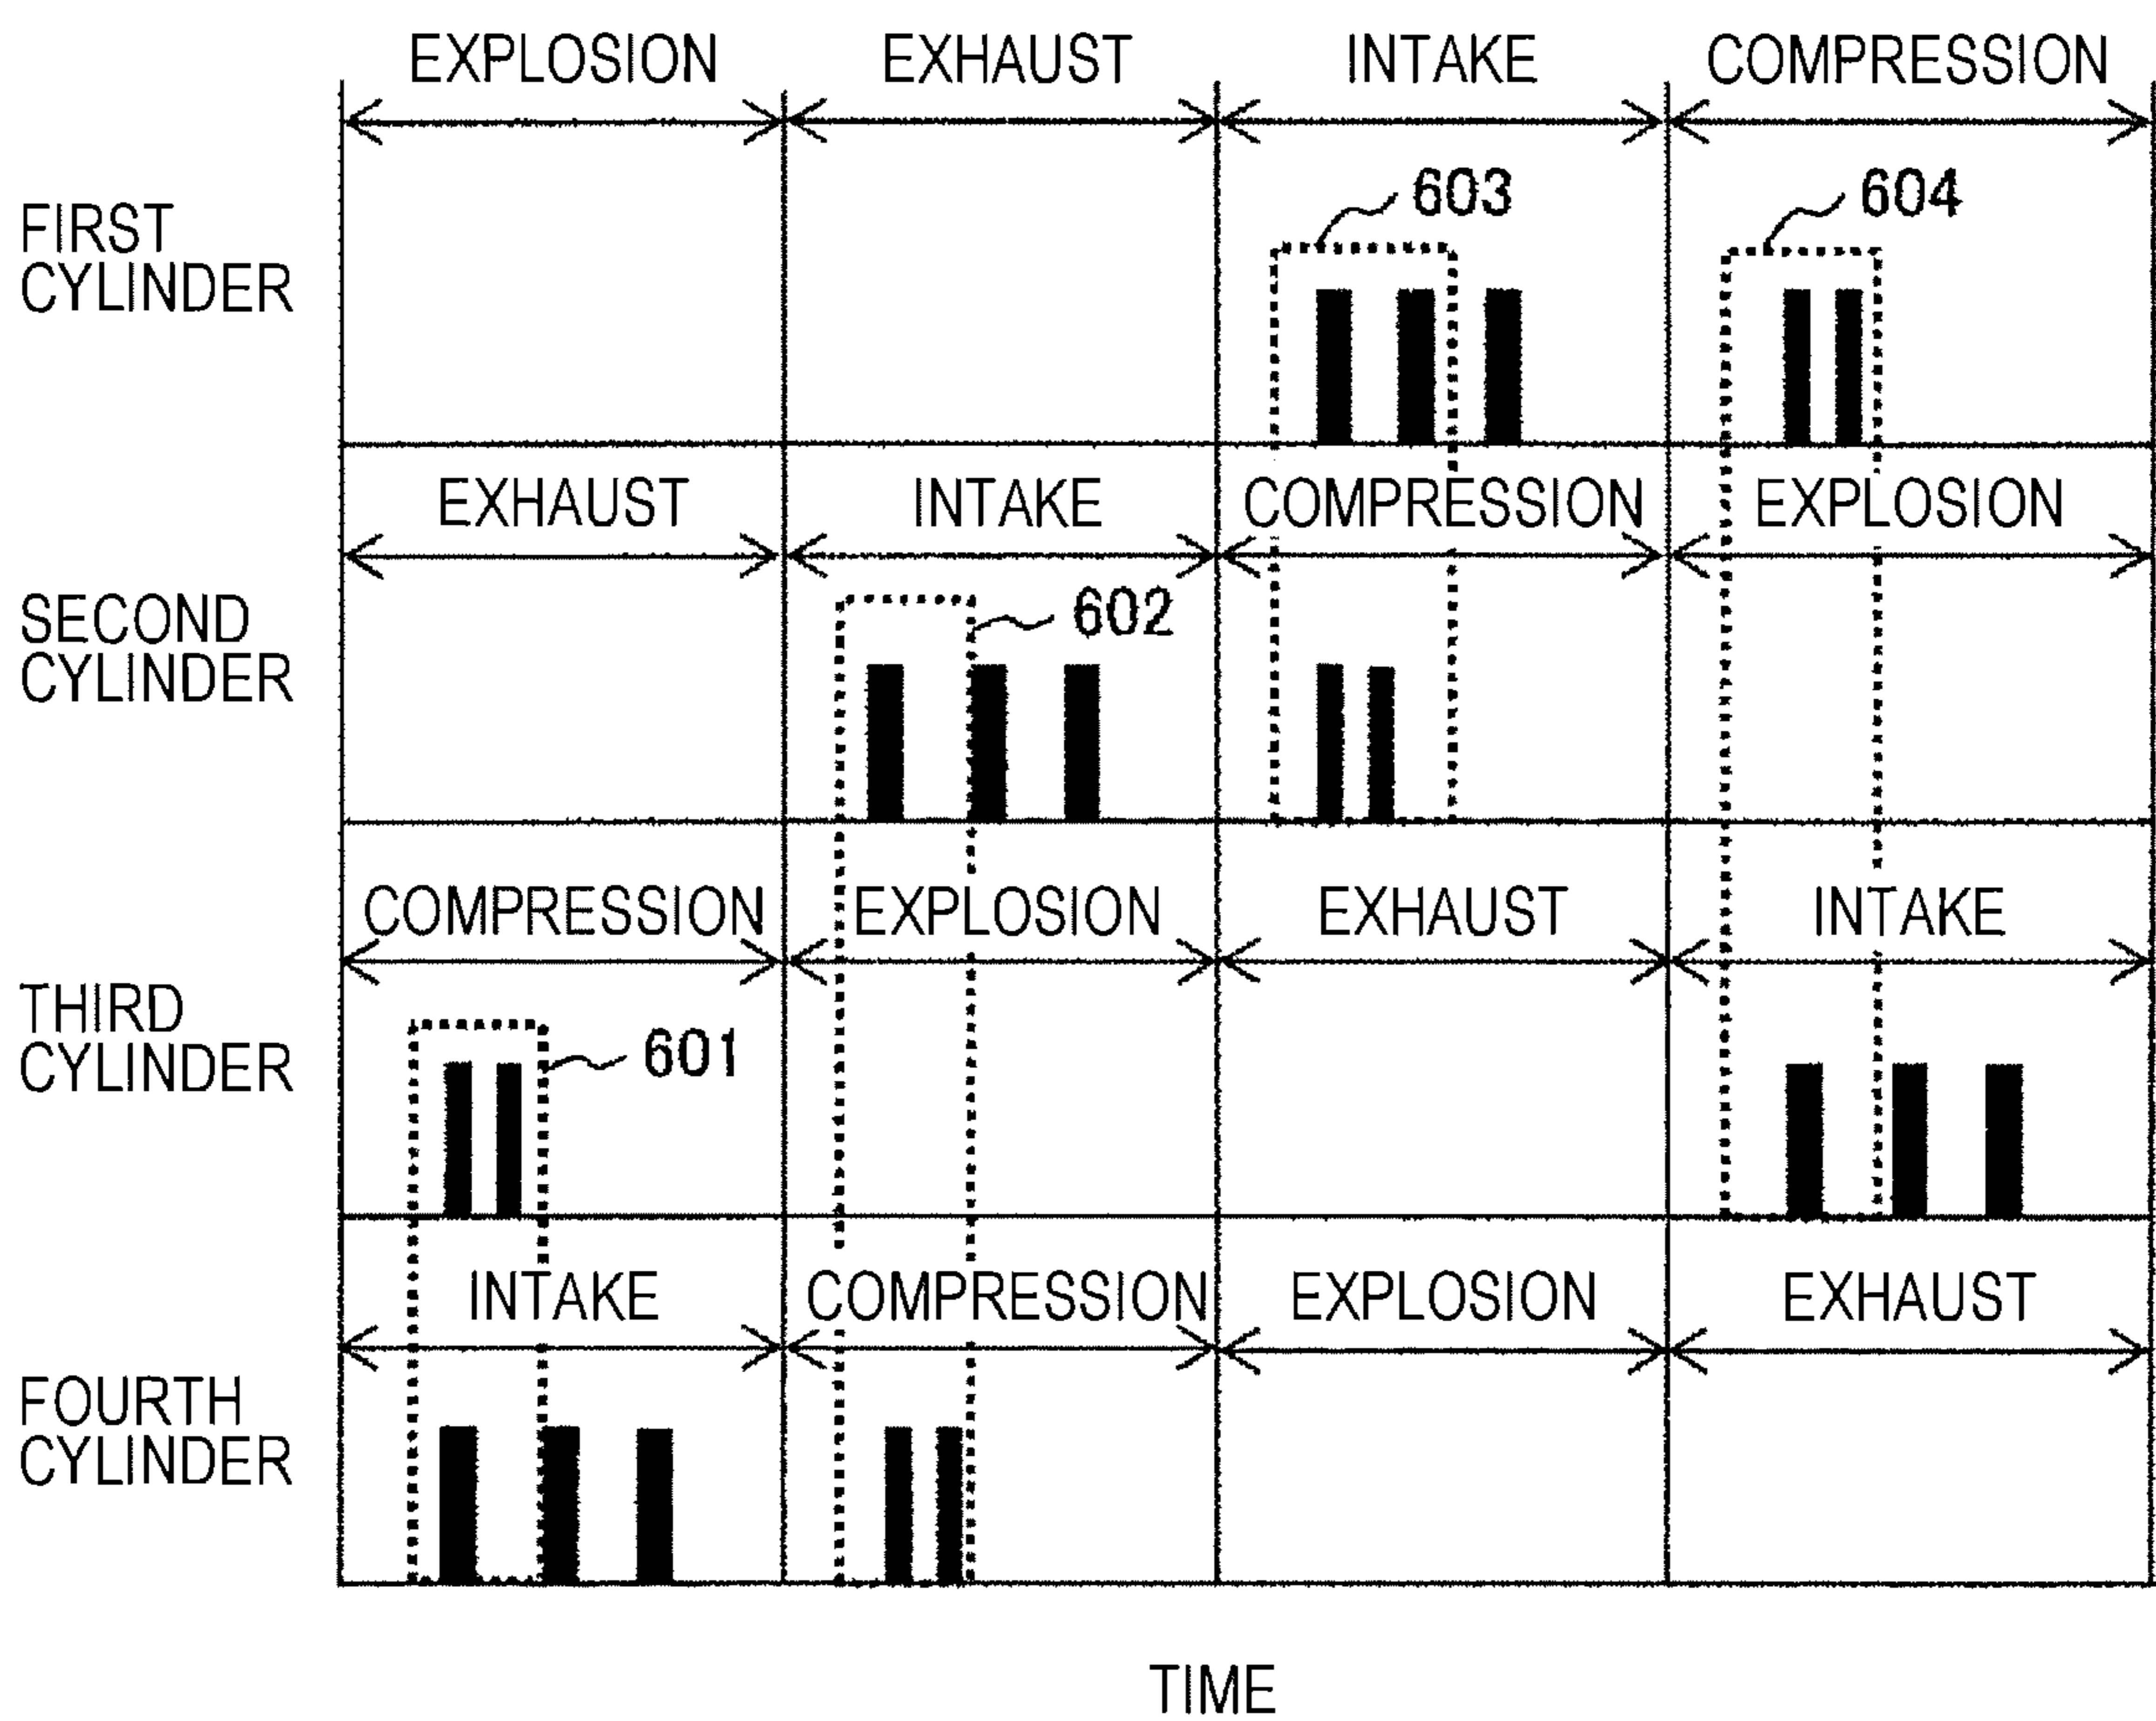 EXPLOSION EXHAUST INTAKE COMPRESSION
603 604
FIRST
CYLINDER
EXHAUST INTAKE COMPRESSION EXPLOSION
602
SECOND
CYLINDER
COMPRESSION EXPLOSION EXHAUST INTAKE
601
THIRD
CYLINDER
INTAKE COMPRESSION EXPLOSION EXHAUST
FOURTH
CYLINDER
TIME